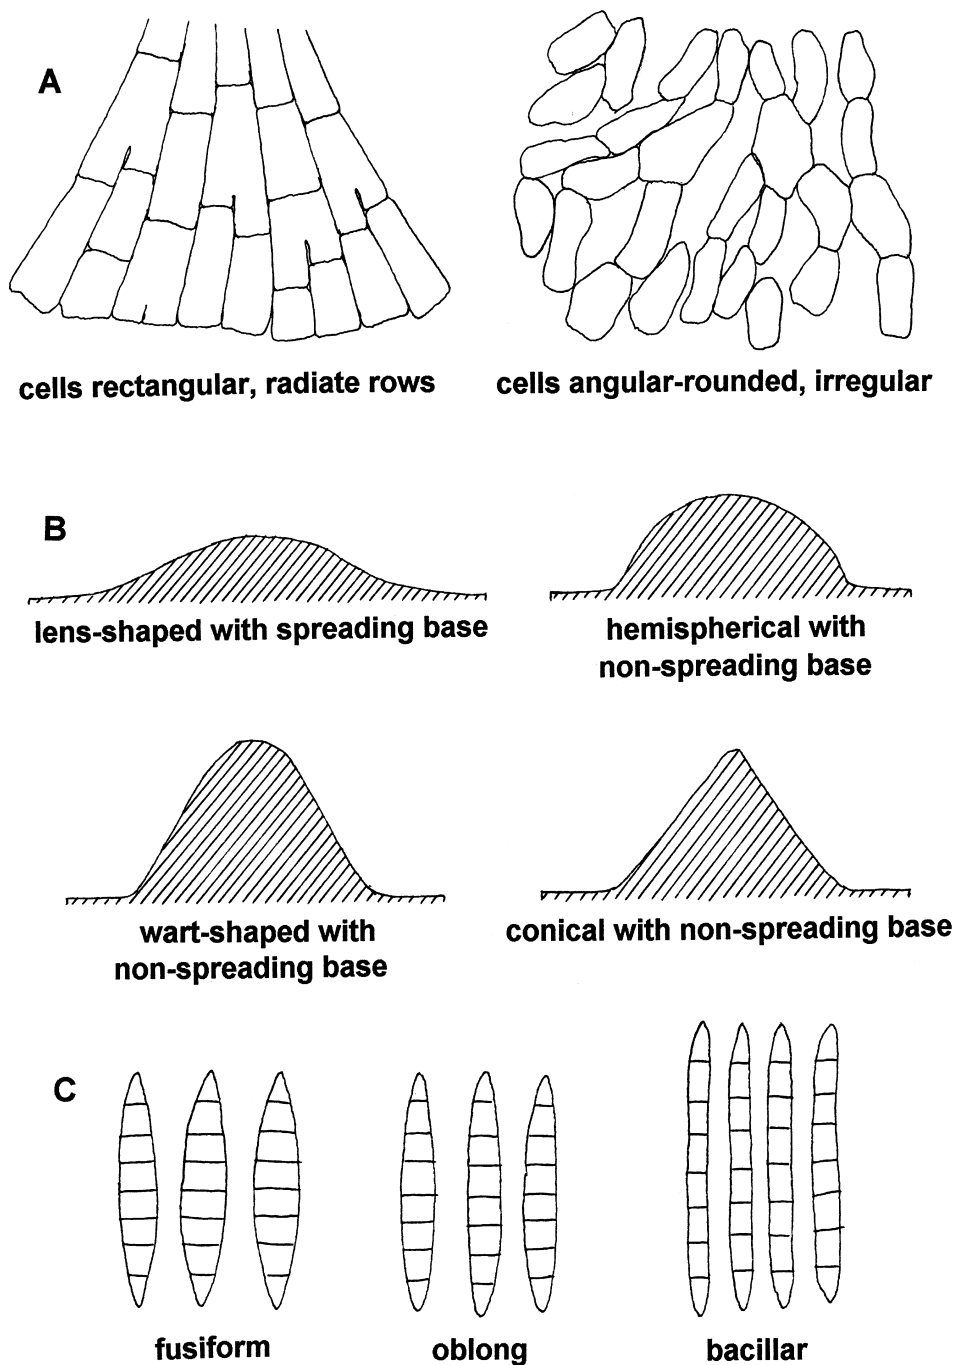 A
cells rectangular, radiate rows
cells angular-rounded, irregular
B
lens-shaped with spreading base
hemispherical with
non-spreading base
wart-shaped with
non-spreading base
conical with non-spreading base
C
fusiform
oblong
bacillar